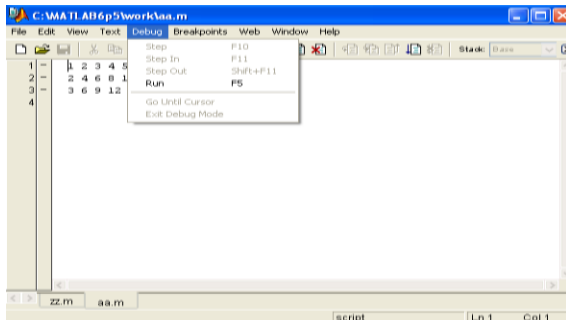 C:\MATLAB6p5\work\aa.m
File Edit View Text Debug Breakpoints Web Window Help
Stack: Base
Step F10
Step In F11
Step Out Shift+F11
Run F5
Go Until Cursor
Exit Debug Mode
1 - 1 2 3 4 5
2 - 2 4 6 8 1
3 - 3 6 9 12
4
zz.m aa.m
script Ln 1 Col 1